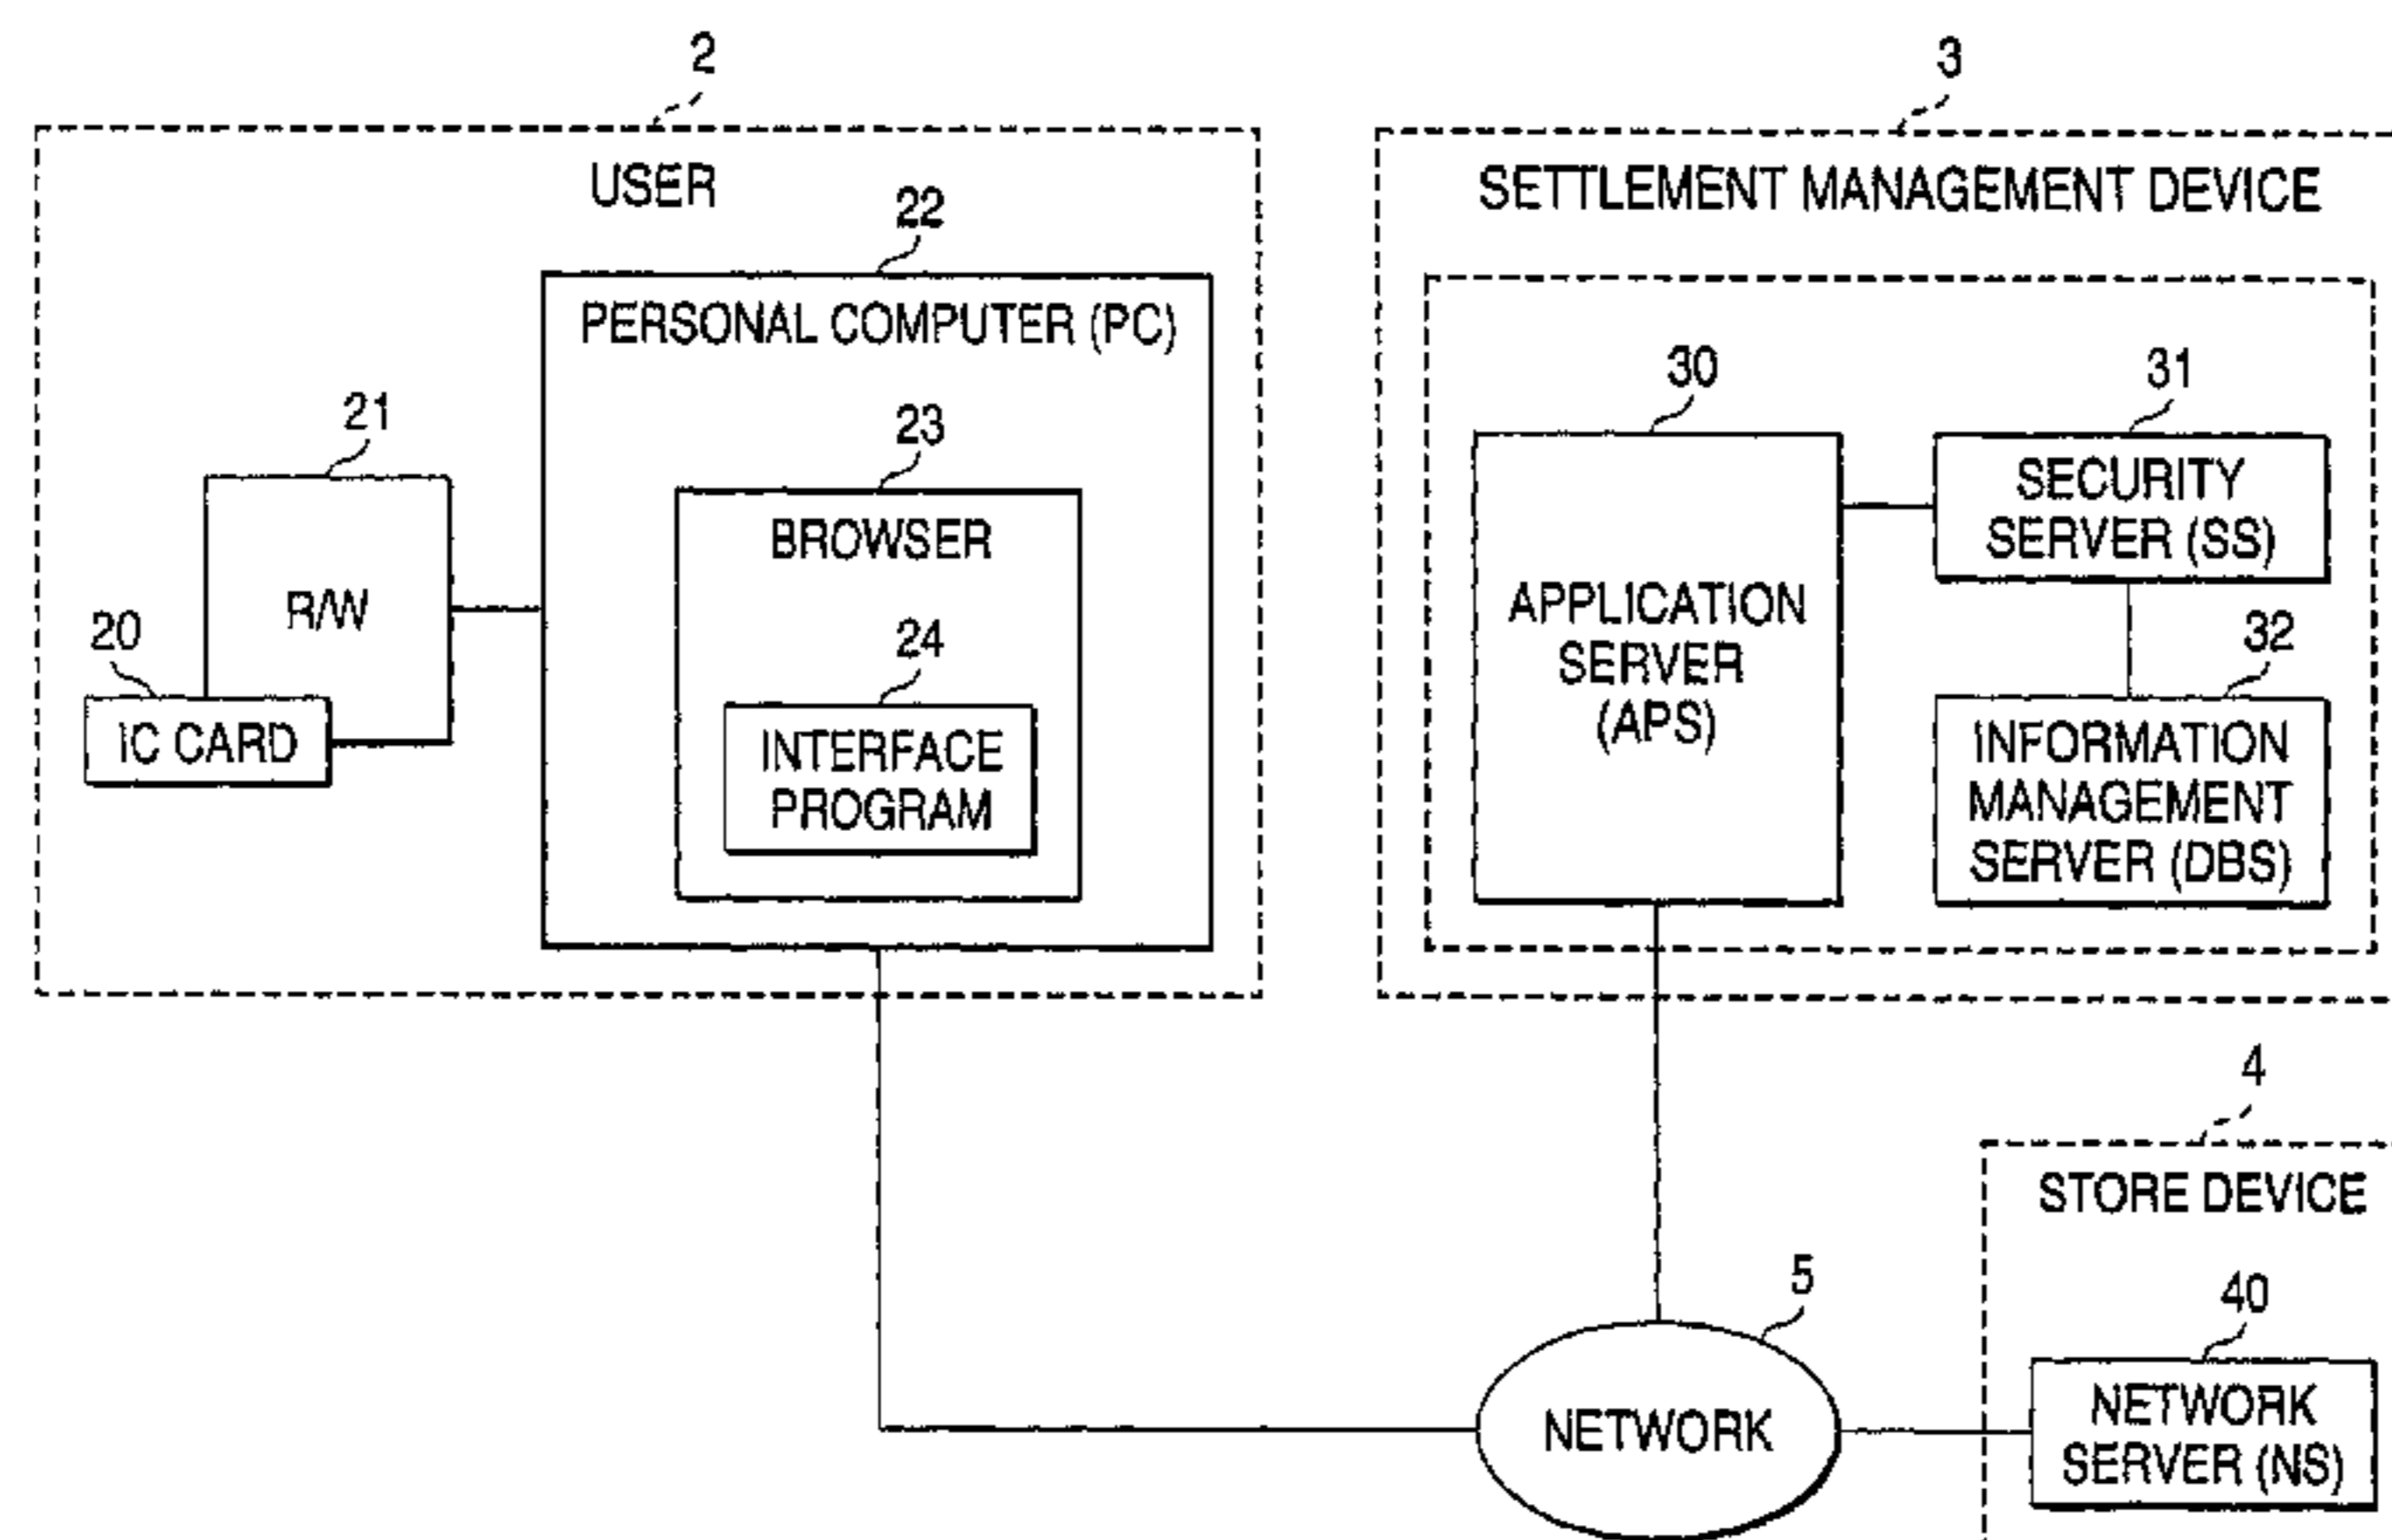 2
USER
22
PERSONAL COMPUTER (PC)
21
R/W
20
IC CARD
23
BROWSER
24
INTERFACE
PROGRAM
3
SETTLEMENT MANAGEMENT DEVICE
30
APPLICATION
SERVER
(APS)
31
SECURITY
SERVER (SS)
32
INFORMATION
MANAGEMENT
SERVER (DBS)
4
STORE DEVICE
5
NETWORK
40
NETWORK
SERVER (NS)